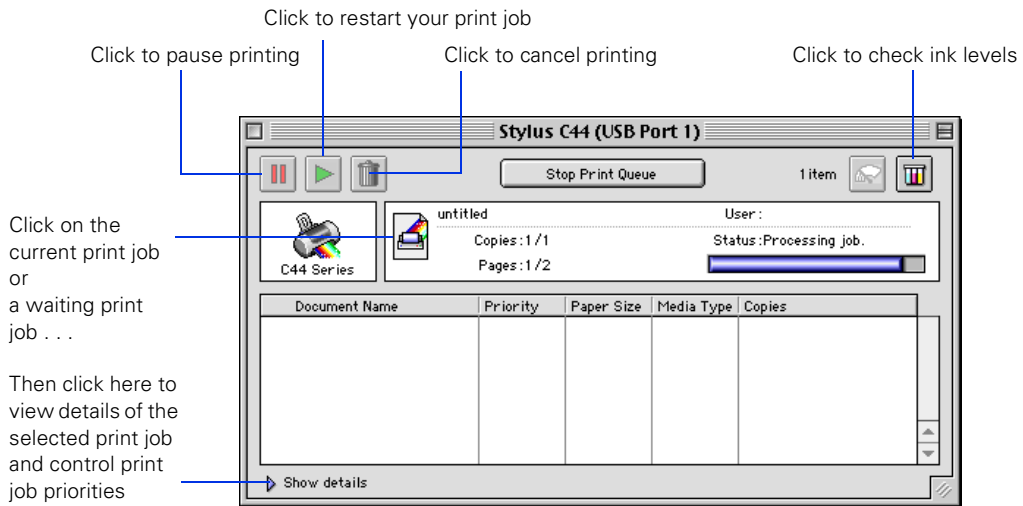 Click to restart your print job
Click to pause printing
Click to cancel printing
Click to check ink levels
Stylus C44 (USB Port 1)
Stop Print Queue
1 item
Click on the
current print job
or
a waiting print
job . . .
C44 Series
untitled
User :
Copies : 1 / 1
Status : Processing job.
Pages : 1 / 2
Document Name
Priority
Paper Size
Media Type
Copies
Then click here to
view details of the
selected print job
and control print
job priorities
Show details